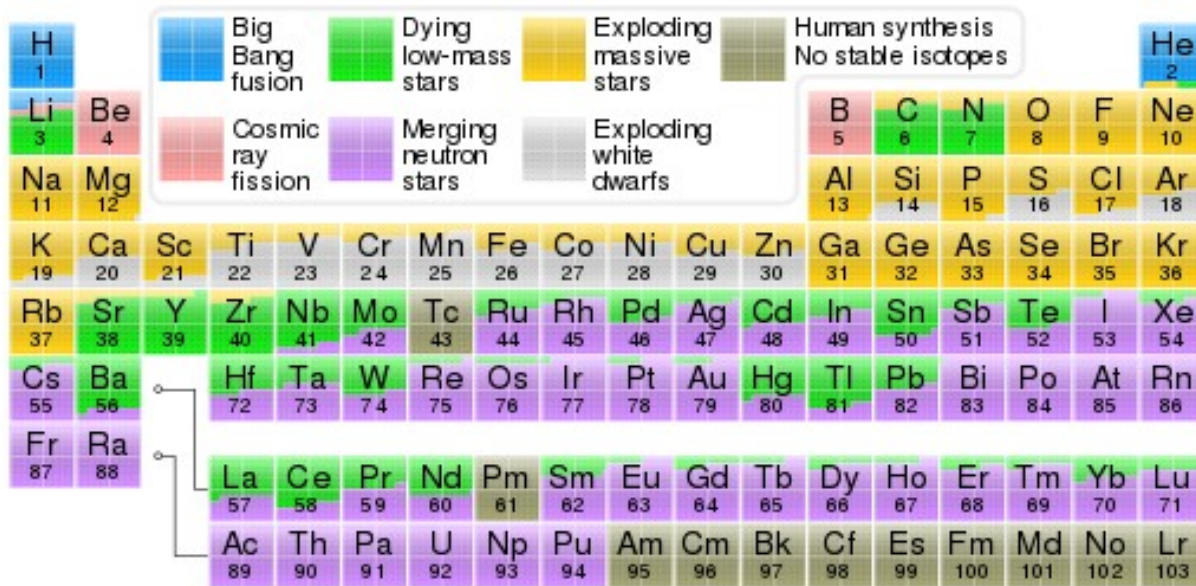 Big Bang fusion
Dying low-mass stars
Exploding massive stars
Human synthesis No stable isotopes
Cosmic ray fission
Merging neutron stars
Exploding white dwarfs
H He
1 2
Li Be B C N O F Ne
3 4 5 6 7 8 9 10
Na Mg Al Si P S Cl Ar
11 12 13 14 15 16 17 18
K Ca Sc Ti V Cr Mn Fe Co Ni Cu Zn Ga Ge As Se Br Kr
19 20 21 22 23 24 25 26 27 28 29 30 31 32 33 34 35 36
Rb Sr Y Zr Nb Mo Tc Ru Rh Pd Ag Cd In Sn Sb Te I Xe
37 38 39 40 41 42 43 44 45 46 47 48 49 50 51 52 53 54
Cs Ba Hf Ta W Re Os Ir Pt Au Hg Tl Pb Bi Po At Rn
55 56 72 73 74 75 76 77 78 79 80 81 82 83 84 85 86
Fr Ra
87 88
La Ce Pr Nd Pm Sm Eu Gd Tb Dy Ho Er Tm Yb Lu
57 58 59 60 61 62 63 64 65 66 67 68 69 70 71
Ac Th Pa U Np Pu Am Cm Bk Cf Es Fm Md No Lr
89 90 91 92 93 94 95 96 97 98 99 100 101 102 103